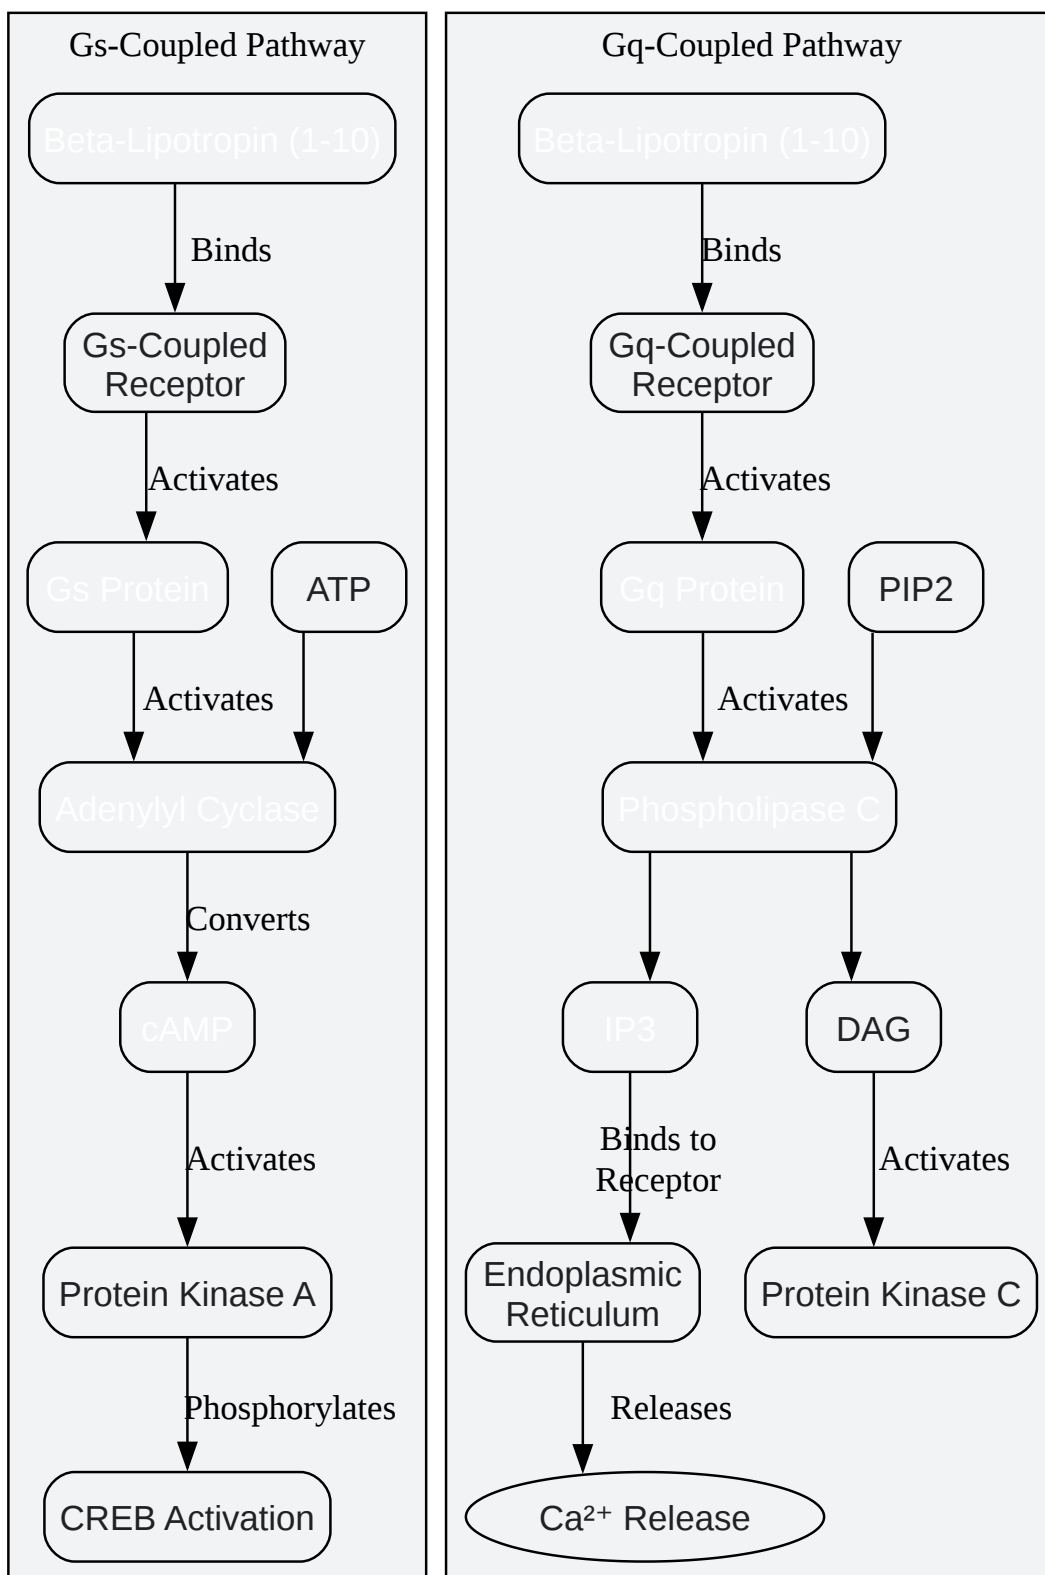 Gs-Coupled Pathway
Beta-Lipotropin (1-10)
Binds
Gs-Coupled
Receptor
Activates
Gs Protein
ATP
Activates
Adenylyl Cyclase
Converts
cAMP
Activates
Protein Kinase A
Phosphorylates
CREB Activation
Gq-Coupled Pathway
Beta-Lipotropin (1-10)
Binds
Gq-Coupled
Receptor
Activates
Gq Protein
PIP2
Activates
Phospholipase C
IP3
DAG
Binds to
Receptor
Activates
Endoplasmic
Reticulum
Protein Kinase C
Releases
Ca²⁺ Release